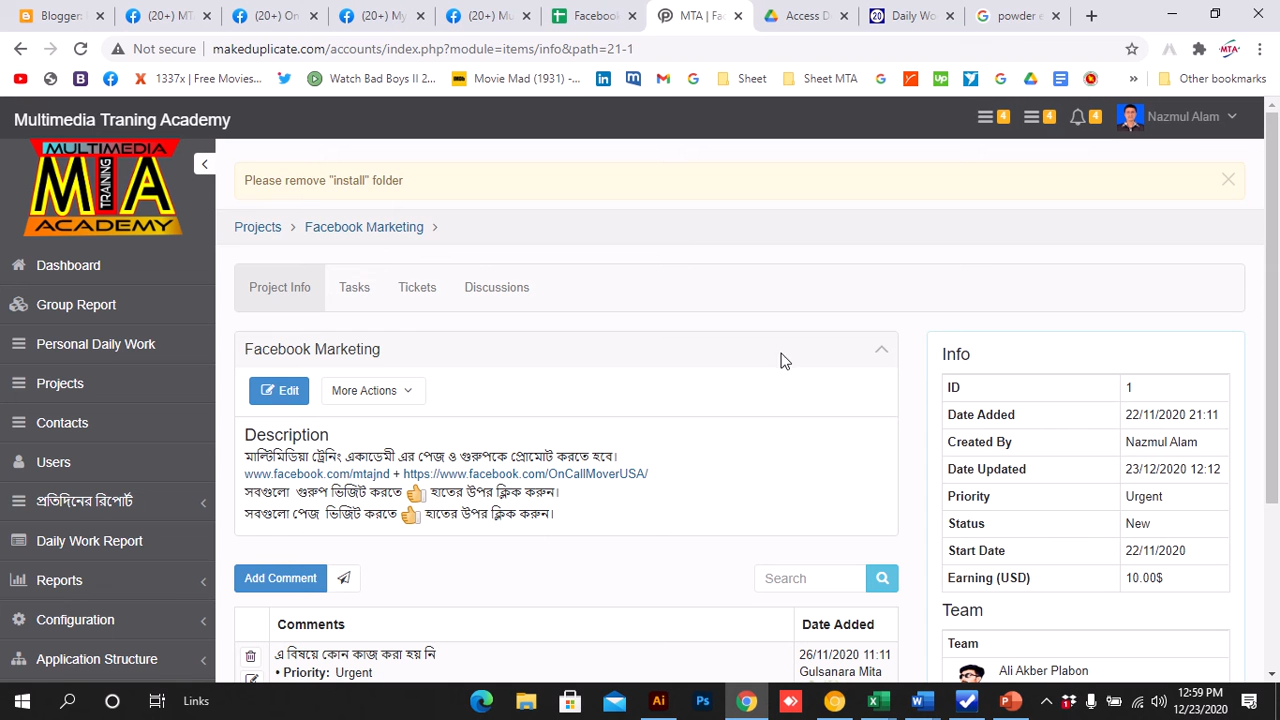 Blogger:
(20+) MT
(20+) On
(20+) My
(20+) Mu
Facebook
MTA | Fac
Access D
Daily Wo
powder e
Not secure
makeduplicate.com/accounts/index.php?module=items/info&path=21-1
1337x | Free Movies...
Watch Bad Boys II 2...
Movie Mad (1931) -...
Sheet
Sheet MTA
Other bookmarks
Multimedia Traning Academy
4
4
4
Nazmul Alam
MULTIMEDIA
MTA
TRAINING
ACADEMY
Please remove "install" folder
Projects > Facebook Marketing >
Dashboard
Group Report
Personal Daily Work
Projects
Contacts
Users
প্রতিদিনের রিপোর্ট
Daily Work Report
Reports
Configuration
Application Structure
Project Info
Tasks
Tickets
Discussions
Facebook Marketing
Edit
More Actions
Description
মাল্টিমিডিয়া ট্রেনিং একাডেমী এর পেজ ও গুরুপকে প্রোমোট করতে হবে।
www.facebook.com/mtajnd + https://www.facebook.com/OnCallMoverUSA/
সবগুলো গুরুপ ভিজিট করতে 👍 হাতের উপর ক্লিক করুন।
সবগুলো পেজ ভিজিট করতে 👍 হাতের উপর ক্লিক করুন।
Add Comment
Search
Comments
Date Added
এ বিষয়ে কোন কাজ করা হয় নি
• Priority: Urgent
26/11/2020 11:11
Gulsanara Mita
Info
ID 1
Date Added 22/11/2020 21:11
Created By Nazmul Alam
Date Updated 23/12/2020 12:12
Priority Urgent
Status New
Start Date 22/11/2020
Earning (USD) 10.00$
Team
Team
Ali Akber Plabon
Links
12:59 PM
12/23/2020